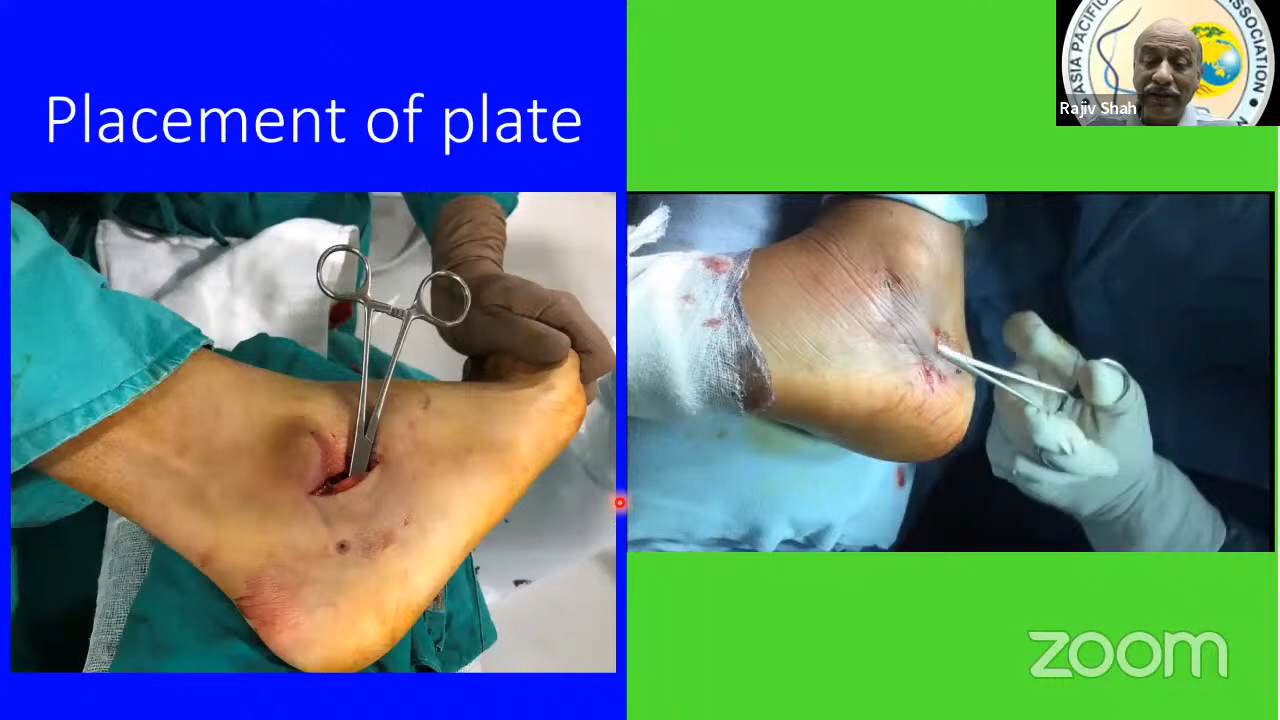 Placement of plate
ASIA PACIFIC
ASSOCIATION
Rajiv Shah
zoom